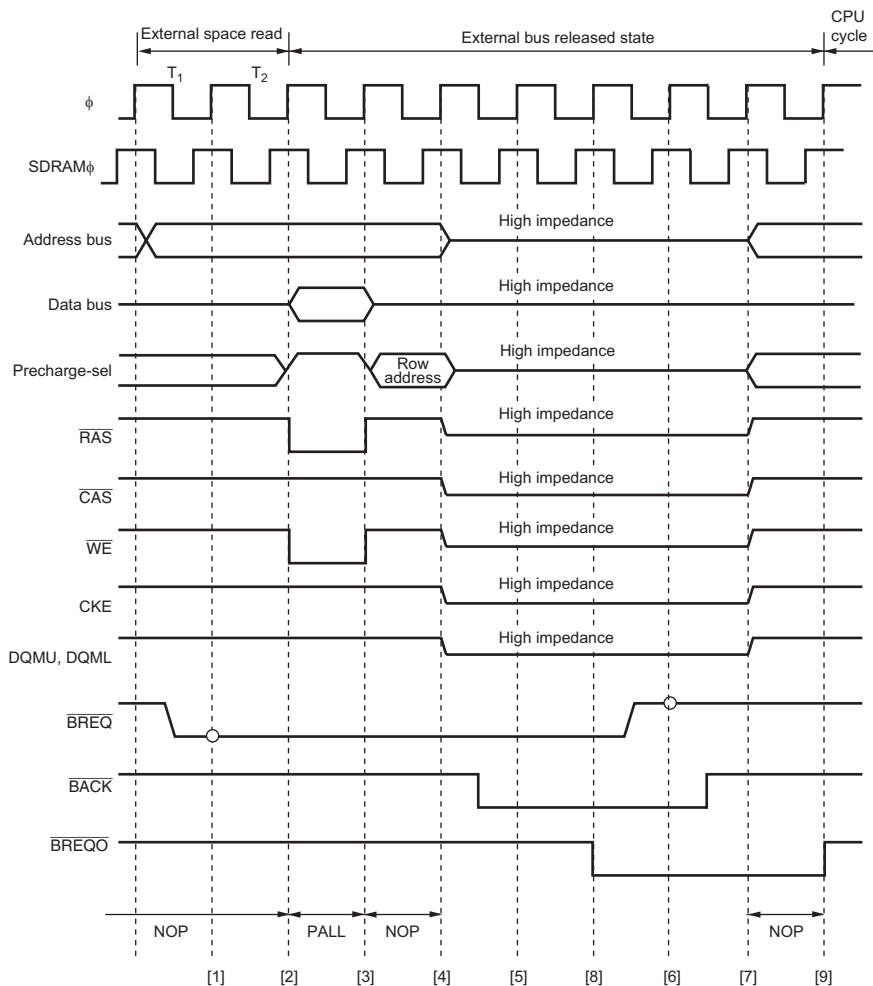 External space read
External bus released state
CPU
cycle
T1
T2
ϕ
SDRAMϕ
Address bus
High impedance
Data bus
High impedance
Precharge-sel
Row
address
High impedance
RAS
High impedance
CAS
High impedance
WE
High impedance
CKE
High impedance
DQMU, DQML
High impedance
BREQ
BACK
BREQO
NOP
PALL
NOP
NOP
[1]
[2]
[3]
[4]
[5]
[8]
[6]
[7]
[9]